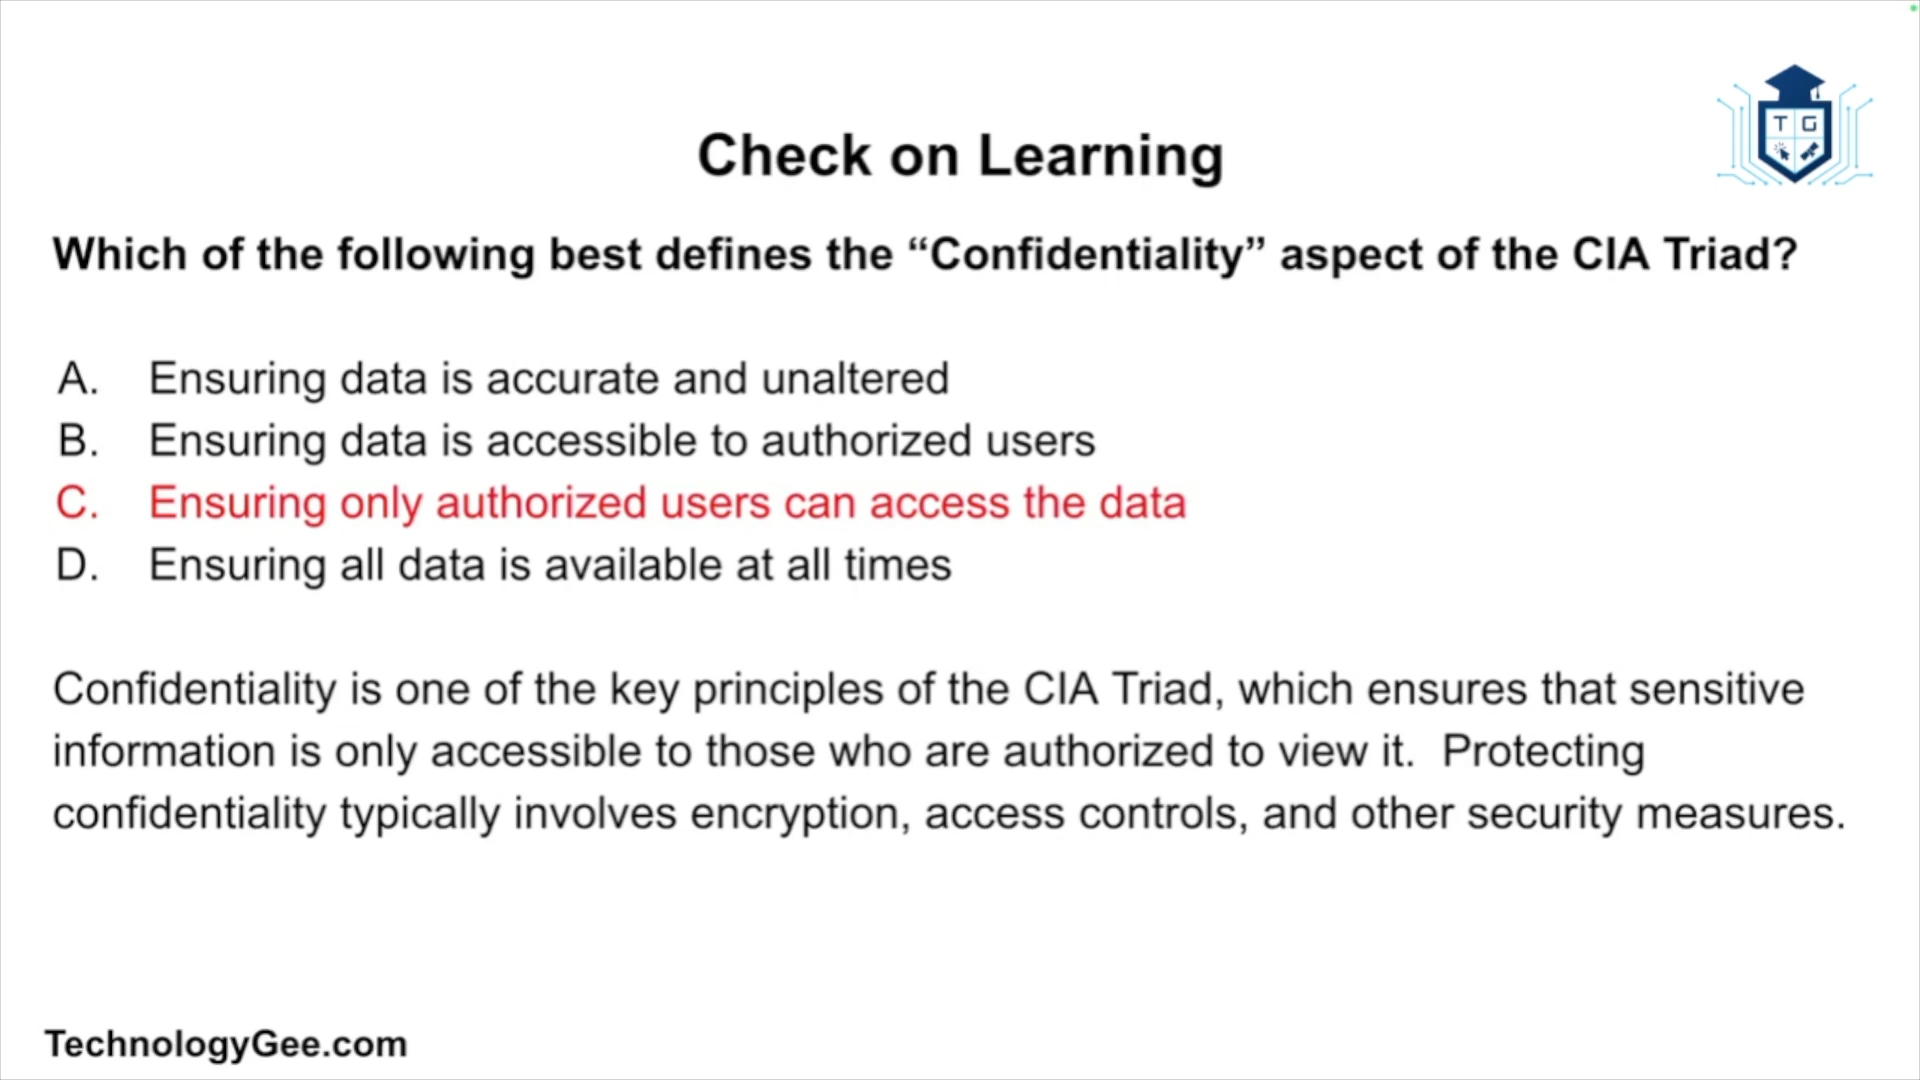 T G
Check on Learning
Which of the following best defines the “Confidentiality” aspect of the CIA Triad?
A. Ensuring data is accurate and unaltered
B. Ensuring data is accessible to authorized users
C. Ensuring only authorized users can access the data
D. Ensuring all data is available at all times
Confidentiality is one of the key principles of the CIA Triad, which ensures that sensitive
information is only accessible to those who are authorized to view it.  Protecting
confidentiality typically involves encryption, access controls, and other security measures.
TechnologyGee.com